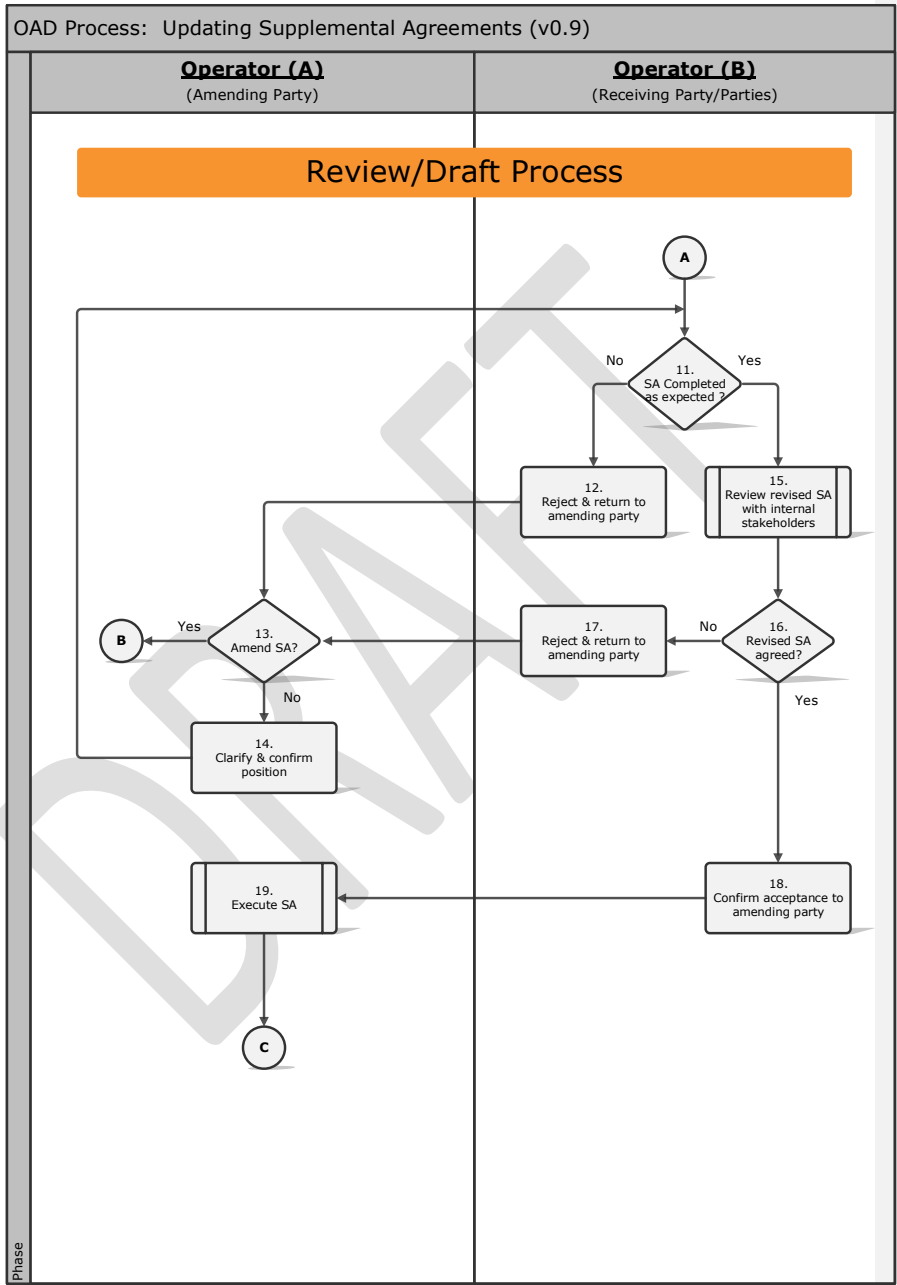 OAD Process:  Updating Supplemental Agreements (v0.9)
Operator (A)
(Amending Party)
Operator (B)
(Receiving Party/Parties)
Review/Draft Process
A
No
Yes
11.
SA Completed
as expected ?
12.
Reject & return to
amending party
15.
Review revised SA
with internal
stakeholders
B
Yes
13.
Amend SA?
17.
Reject & return to
amending party
No
16.
Revised SA
agreed?
No
Yes
14.
Clarify & confirm
position
19.
Execute SA
18.
Confirm acceptance to
amending party
C
Phase
DRAFT